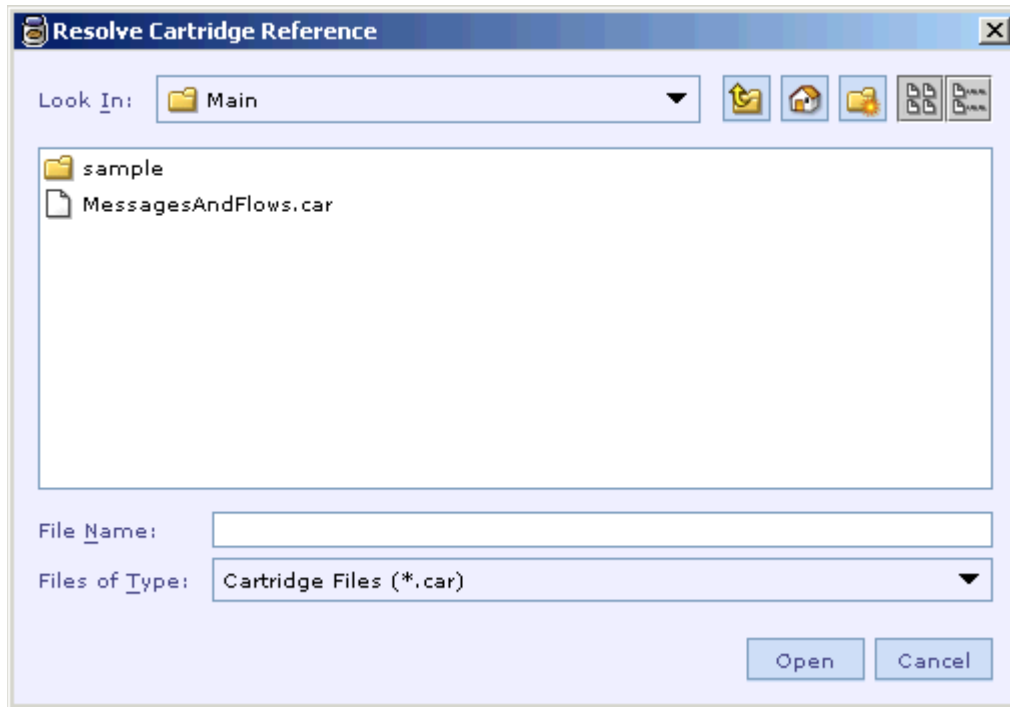 Resolve Cartridge Reference
Look In: Main
sample
MessagesAndFlows.car
File Name:
Files of Type: Cartridge Files (*.car)
Open Cancel